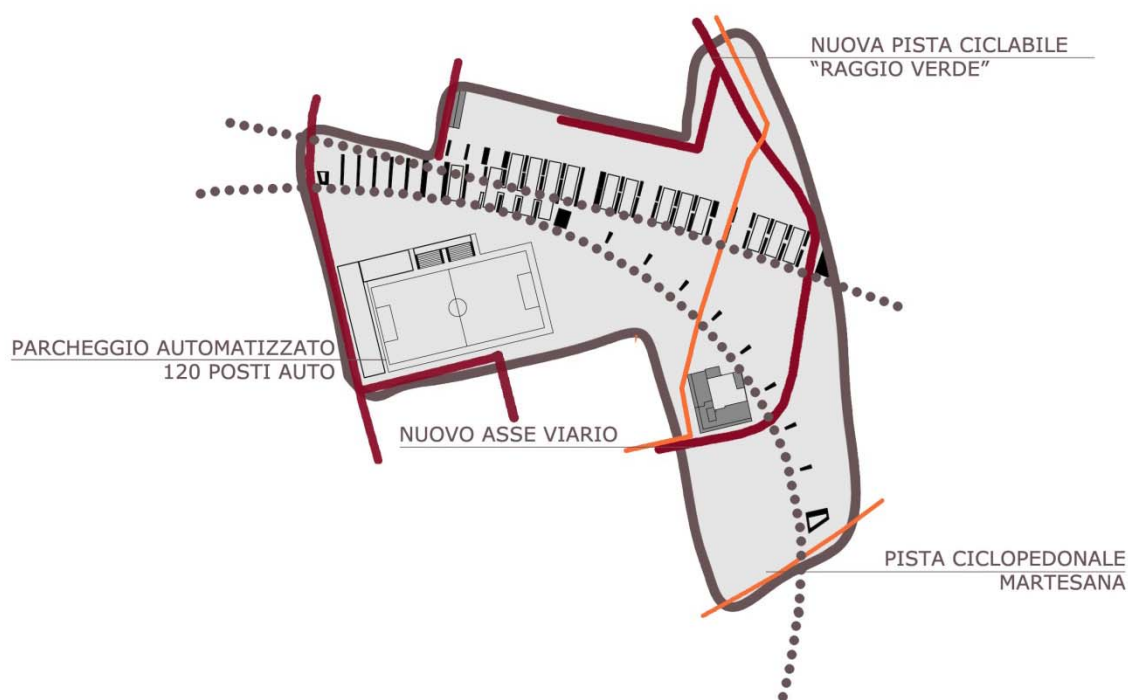 NUOVA PISTA CICLABILE
“RAGGIO VERDE”
PARCHEGGIO AUTOMATIZZATO
120 POSTI AUTO
NUOVO ASSE VIARIO
PISTA CICLOPEDONALE
MARTESANA